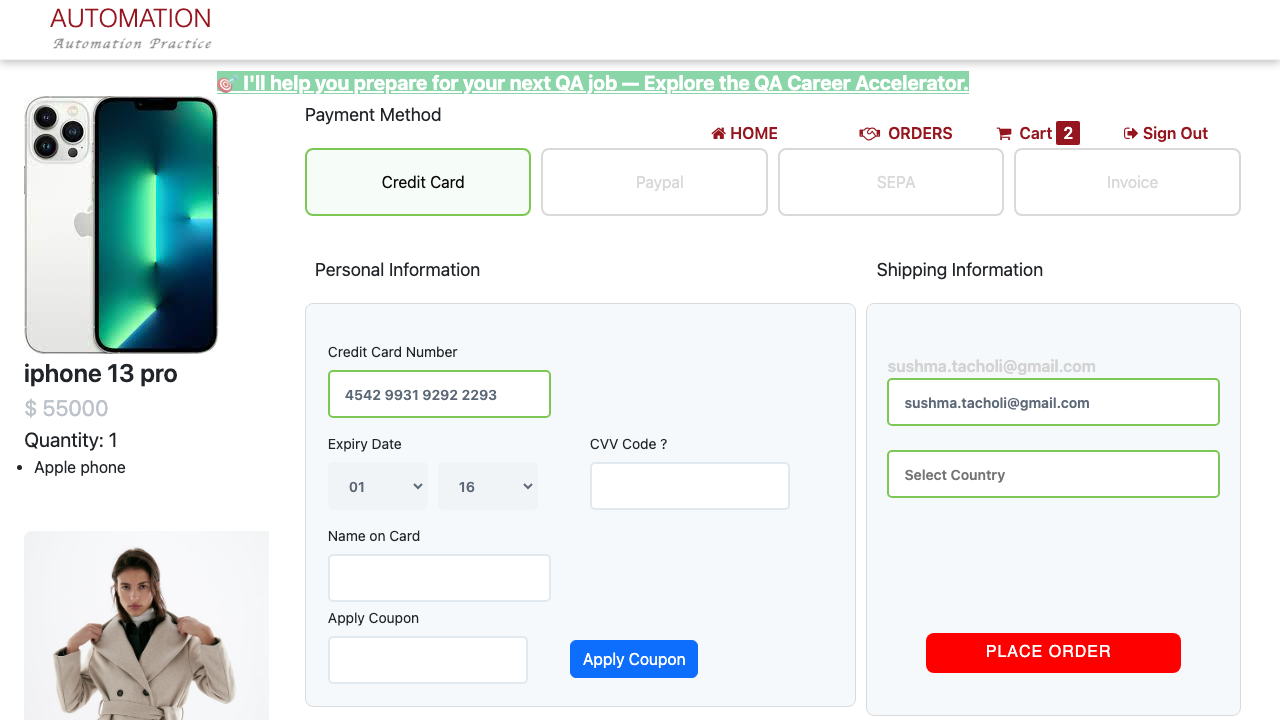 AUTOMATION
Automation Practice
🎯 I'll help you prepare for your next QA job — Explore the QA Career Accelerator.
HOME
ORDERS
Cart 2
Sign Out
iphone 13 pro
$ 55000
Quantity: 1
Apple phone
Payment Method
Credit Card
Paypal
SEPA
Invoice
Personal Information
Credit Card Number
4542 9931 9292 2293
Expiry Date
CVV Code ?
01
16
Name on Card
Apply Coupon
Apply Coupon
Shipping Information
sushma.tacholi@gmail.com
sushma.tacholi@gmail.com
Select Country
PLACE ORDER